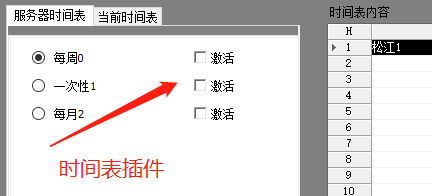 服务器时间表 当前时间表 时间表内容
每周0 激活
一次性1 激活
每月2 激活
时间表插件
H
1 松江1
2
3
4
5
6
7
8
9
10